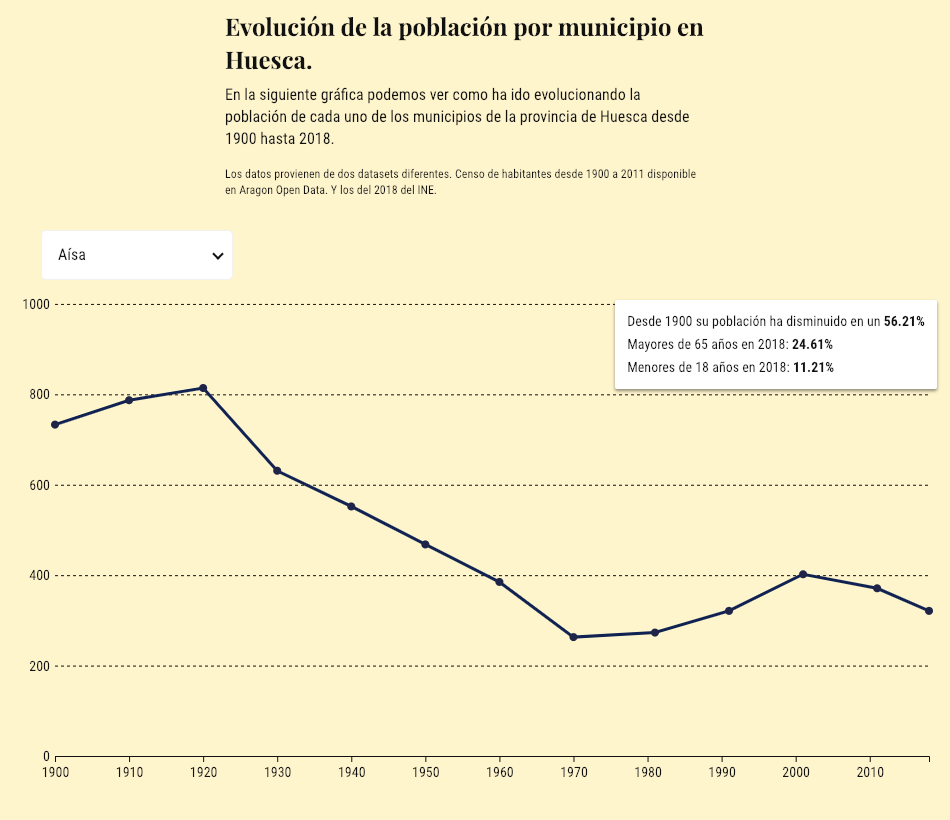 Evolución de la población por municipio en
Huesca.
En la siguiente gráfica podemos ver como ha ido evolucionando la
población de cada uno de los municipios de la provincia de Huesca desde
1900 hasta 2018.
Los datos provienen de dos datasets diferentes. Censo de habitantes desde 1900 a 2011 disponible
en Aragon Open Data. Y los del 2018 del INE.
Aísa
1000
Desde 1900 su población ha disminuido en un 56.21%
Mayores de 65 años en 2018: 24.61%
Menores de 18 años en 2018: 11.21%
800
600
400
200
0
1900 1910 1920 1930 1940 1950 1960 1970 1980 1990 2000 2010